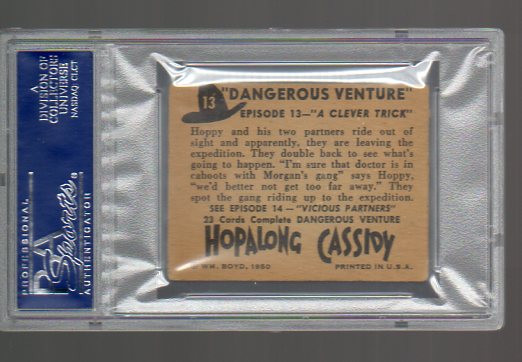 A
DIVISION OF
COLLECTORS
UNIVERSE
NASDAQ CLCT
PROFESSIONAL
PSA
Sports
®
AUTHENTICATOR
13
"DANGEROUS VENTURE"
EPISODE 13—"A CLEVER TRICK"
Hoppy and his two partners ride out of
sight and apparently, they are leaving the
expedition. They double back to see what's
going to happen. "I'm sure that doctor is in
cahoots with Morgan's gang" says Hoppy,
"we'd better not get too far away." They
spot the gang riding up to the expedition.
SEE EPISODE 14 — "VICIOUS PARTNERS"
23 Cards Complete DANGEROUS VENTURE
HOPALONG CASSIDY
© WM. BOYD, 1950
PRINTED IN U.S.A.